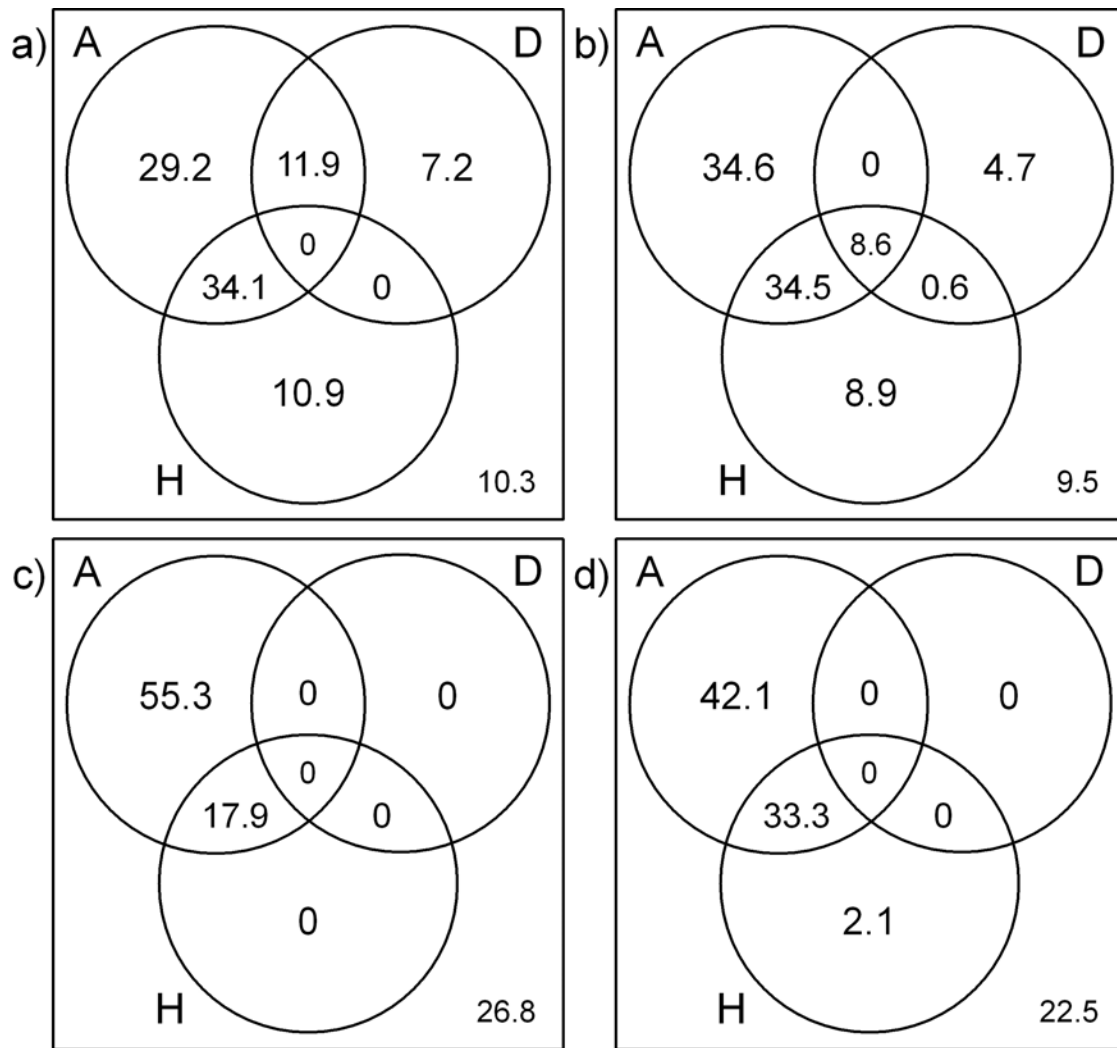 a) A D
29.2 11.9 7.2
0
34.1 0
10.9
H 10.3
b) A D
34.6 0 4.7
8.6
34.5 0.6
8.9
H 9.5
c) A D
55.3 0 0
0
17.9 0
0
H 26.8
d) A D
42.1 0 0
0
33.3 0
2.1
H 22.5